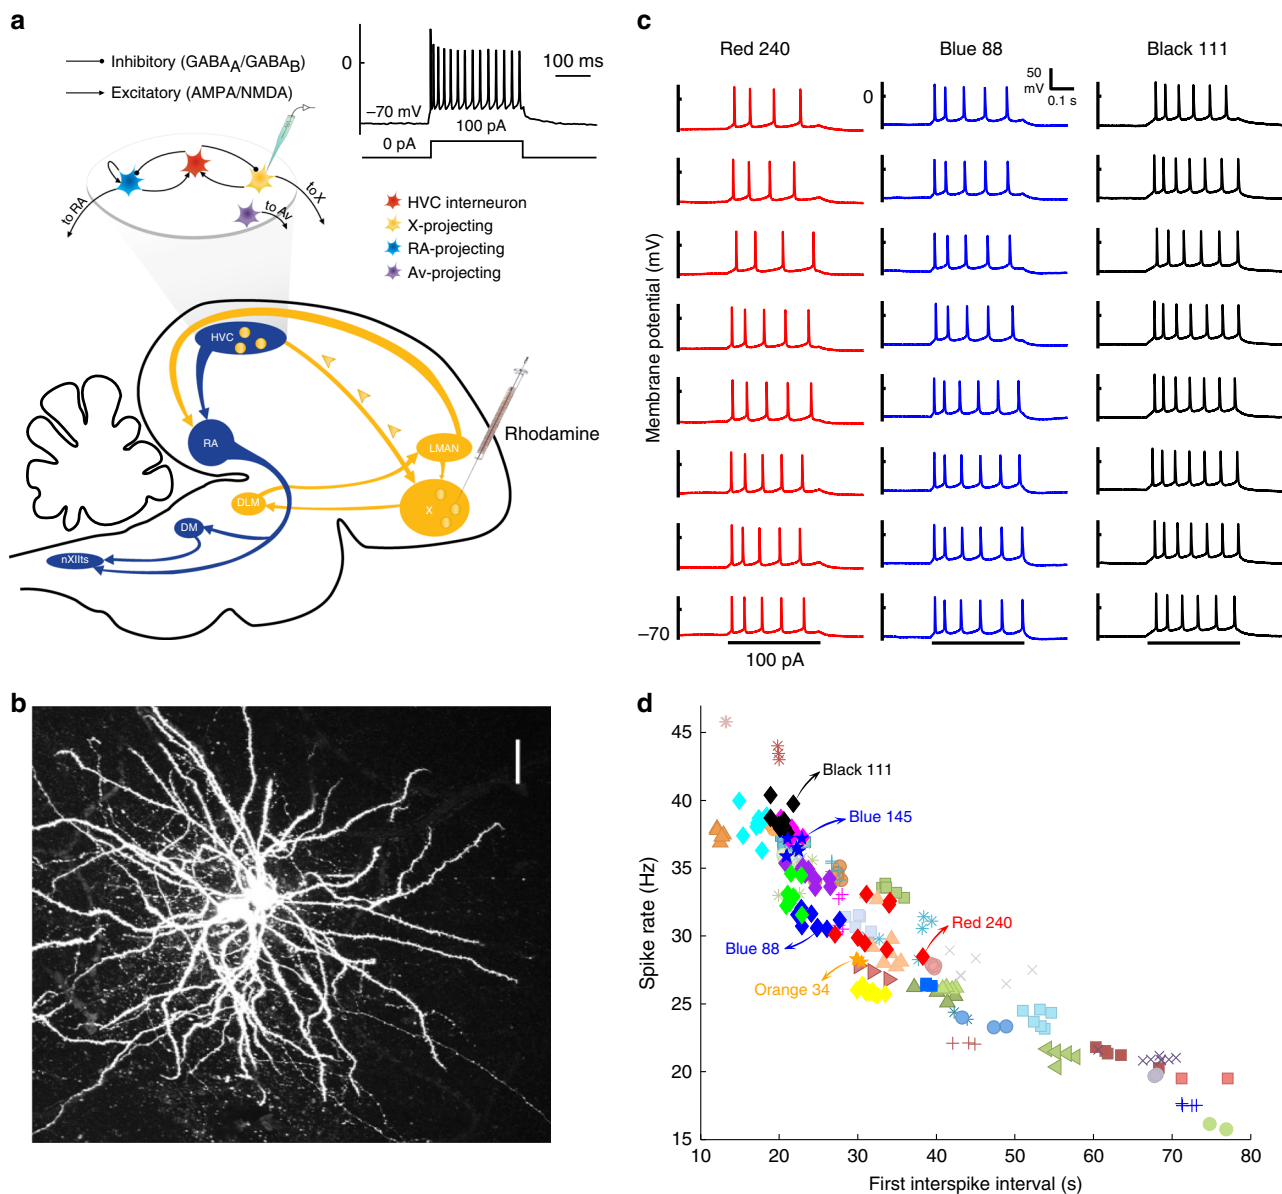 a
Inhibitory (GABAA/GABAB)
Excitatory (AMPA/NMDA)
0
100 ms
−70 mV
100 pA
0 pA
to RA
to Av
to X
HVC interneuron
X-projecting
RA-projecting
Av-projecting
HVC
RA
LMAN
Rhodamine
DLM
X
DM
nXIIts
b
c
Red 240
Blue 88
Black 111
50
mV
0.1 s
0
Membrane potential (mV)
−70
100 pA
d
45
40
35
30
25
20
15
Spike rate (Hz)
Black 111
Blue 145
Red 240
Blue 88
Orange 34
10 20 30 40 50 60 70 80
First interspike interval (s)